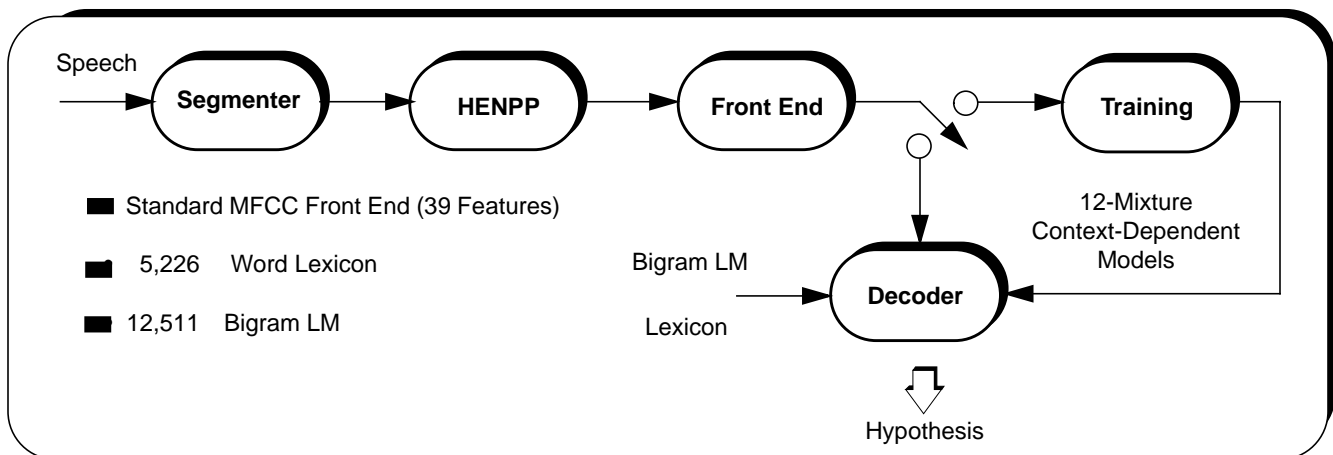 Speech
Segmenter
HENPP
Front End
Training
Standard MFCC Front End (39 Features)
5,226 Word Lexicon
12,511 Bigram LM
12-Mixture
Context-Dependent
Models
Bigram LM
Lexicon
Decoder
Hypothesis